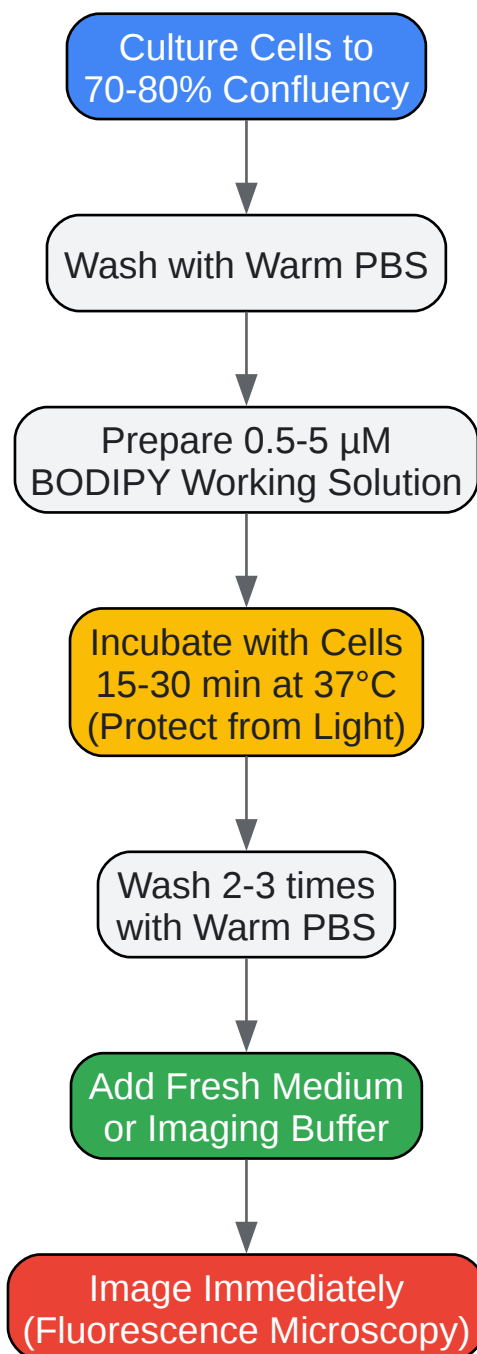 Culture Cells to
70-80% Confluency
Wash with Warm PBS
Prepare 0.5-5 µM
BODIPY Working Solution
Incubate with Cells
15-30 min at 37°C
(Protect from Light)
Wash 2-3 times
with Warm PBS
Add Fresh Medium
or Imaging Buffer
Image Immediately
(Fluorescence Microscopy)